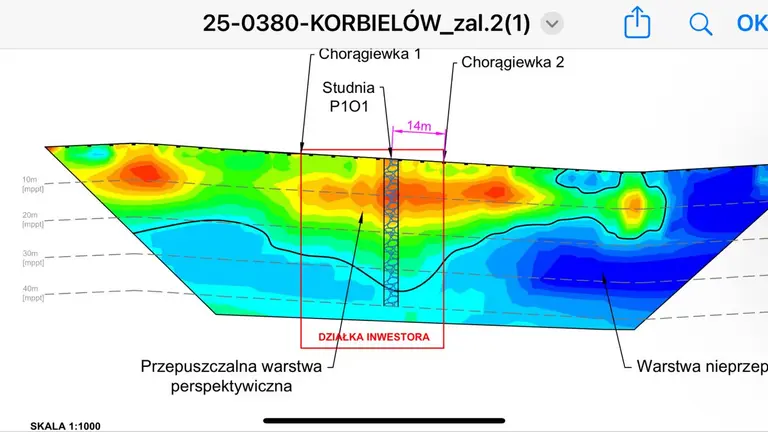 25-0380-KORBIELÓW_zal.2(1)
OK
Chorągiewka 1
Chorągiewka 2
Studnia
P1O1
14m
10m
[mppt]
20m
[mppt]
30m
[mppt]
40m
[mppt]
DZIAŁKA INWESTORA
Przepuszczalna warstwa
perspektywiczna
Warstwa nieprzep
SKALA 1:1000